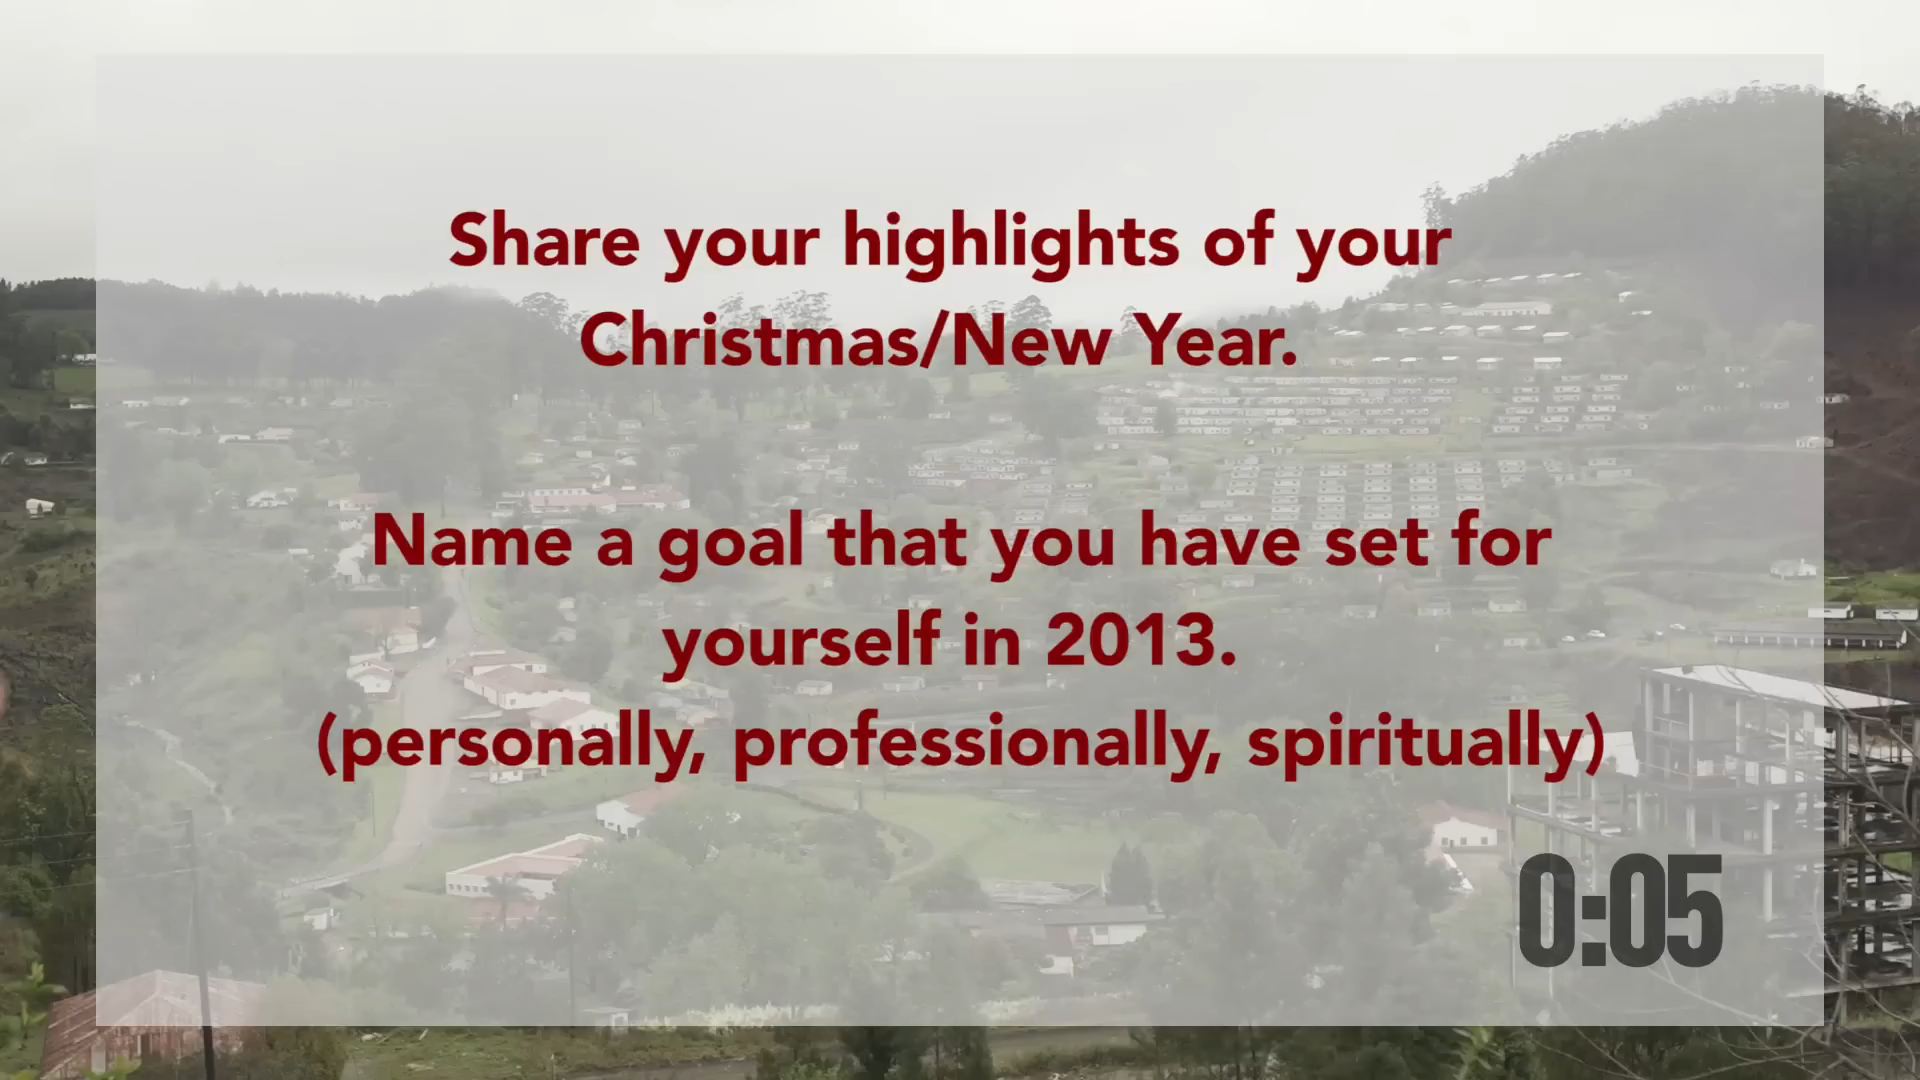 Share your highlights of your
Christmas/New Year.
Name a goal that you have set for
yourself in 2013.
(personally, professionally, spiritually)
0:05